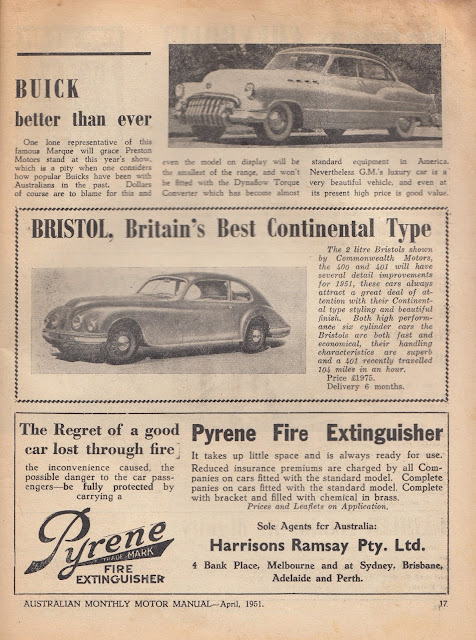 BUICK
better than ever
One lone representative of this
famous Marque will grace Preston
Motors stand at this year's show,
which is a pity when one considers
how popular Buicks have been with
Australians in the past. Dollars
of course are to blame for this and
even the model on display will be
the smallest of the range, and won't
be fitted with the Dynaflow Torque
Converter which has become almost
standard equipment in America.
Nevertheless G.M.'s luxury car is a
very beautiful vehicle, and even at
its present high price is good value.
BRISTOL, Britain's Best Continental Type
The 2 litre Bristols shown
by Commonwealth Motors,
the 400 and 401 will have
several detail improvements
for 1951, these cars always
attract a great deal of at-
tention with their Continent-
al type styling and beautiful
finish. Both high perform-
ance six cylinder cars the
Bristols are both fast and
economical, their handling
characteristics are superb
and a 401 recently travelled
104 miles in an hour.
Price £1975.
Delivery 6 months.
The Regret of a good
car lost through fire
the inconvenience caused, the
possible danger to the car pas-
engers—be fully protected by
carrying a
Pyrene
TRADE MARK
FIRE
EXTINGUISHER
Pyrene Fire Extinguisher
It takes up little space and is always ready for use.
Reduced insurance premiums are charged by all Com-
panies on cars fitted with the standard model. Complete
panies on cars fitted with the standard model. Complete
with bracket and filled with chemical in brass.
Prices and Leaflets on Application.
Sole Agents for Australia:
Harrisons Ramsay Pty. Ltd.
4 Bank Place, Melbourne and at Sydney, Brisbane,
Adelaide and Perth.
AUSTRALIAN MONTHLY MOTOR MANUAL—April, 1951.
17